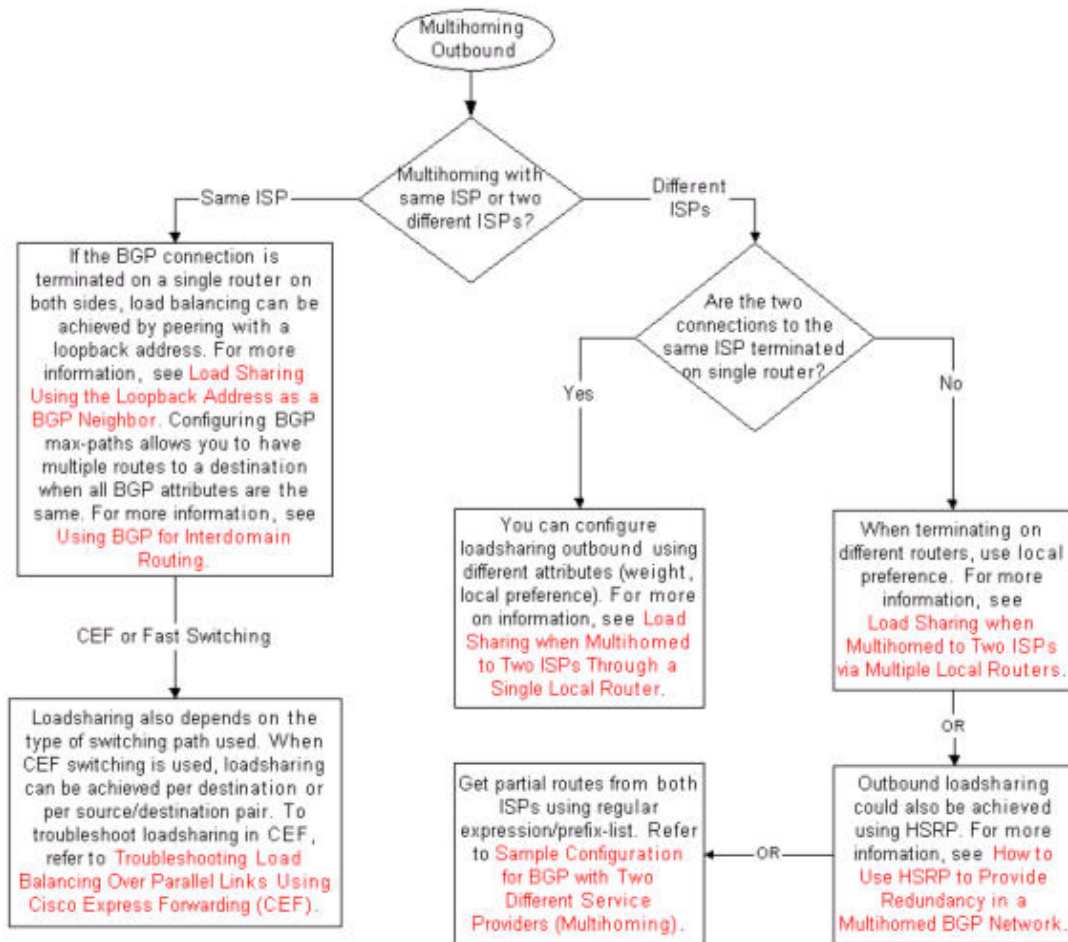 Multihoming
Outbound
Multihoming with
same ISP or two
different ISPs?
Same ISP
Different
ISPs
If the BGP connection is
terminated on a single router on
both sides, load balancing can be
achieved by peering with a
loopback address. For more
information, see Load Sharing
Using the Loopback Address as a
BGP Neighbor. Configuring BGP
max-paths allows you to have
multiple routes to a destination
when all BGP attributes are the
same. For more information, see
Using BGP for Interdomain
Routing.
Are the two
connections to the
same ISP terminated
on single router?
Yes
No
You can configure
loadsharing outbound using
different attributes (weight,
local preference). For more
on information, see Load
Sharing when Multihomed
to Two ISPs Through a
Single Local Router.
When terminating on
different routers, use local
preference. For more
information, see
Load Sharing when
Multihomed to Two ISPs
via Multiple Local Routers.
CEF or Fast Switching
OR
Loadsharing also depends on the
type of switching path used. When
CEF switching is used, loadsharing
can be achieved per destination or
per source/destination pair. To
troubleshoot loadsharing in CEF,
refer to Troubleshooting Load
Balancing Over Parallel Links Using
Cisco Express Forwarding (CEF).
Get partial routes from both
ISPs using regular
expression/prefix-list. Refer
to Sample Configuration
for BGP with Two
Different Service
Providers (Multihoming).
OR
Outbound loadsharing
could also be achieved
using HSRP. For more
infomation, see How to
Use HSRP to Provide
Redundancy in a
Multihomed BGP Network.